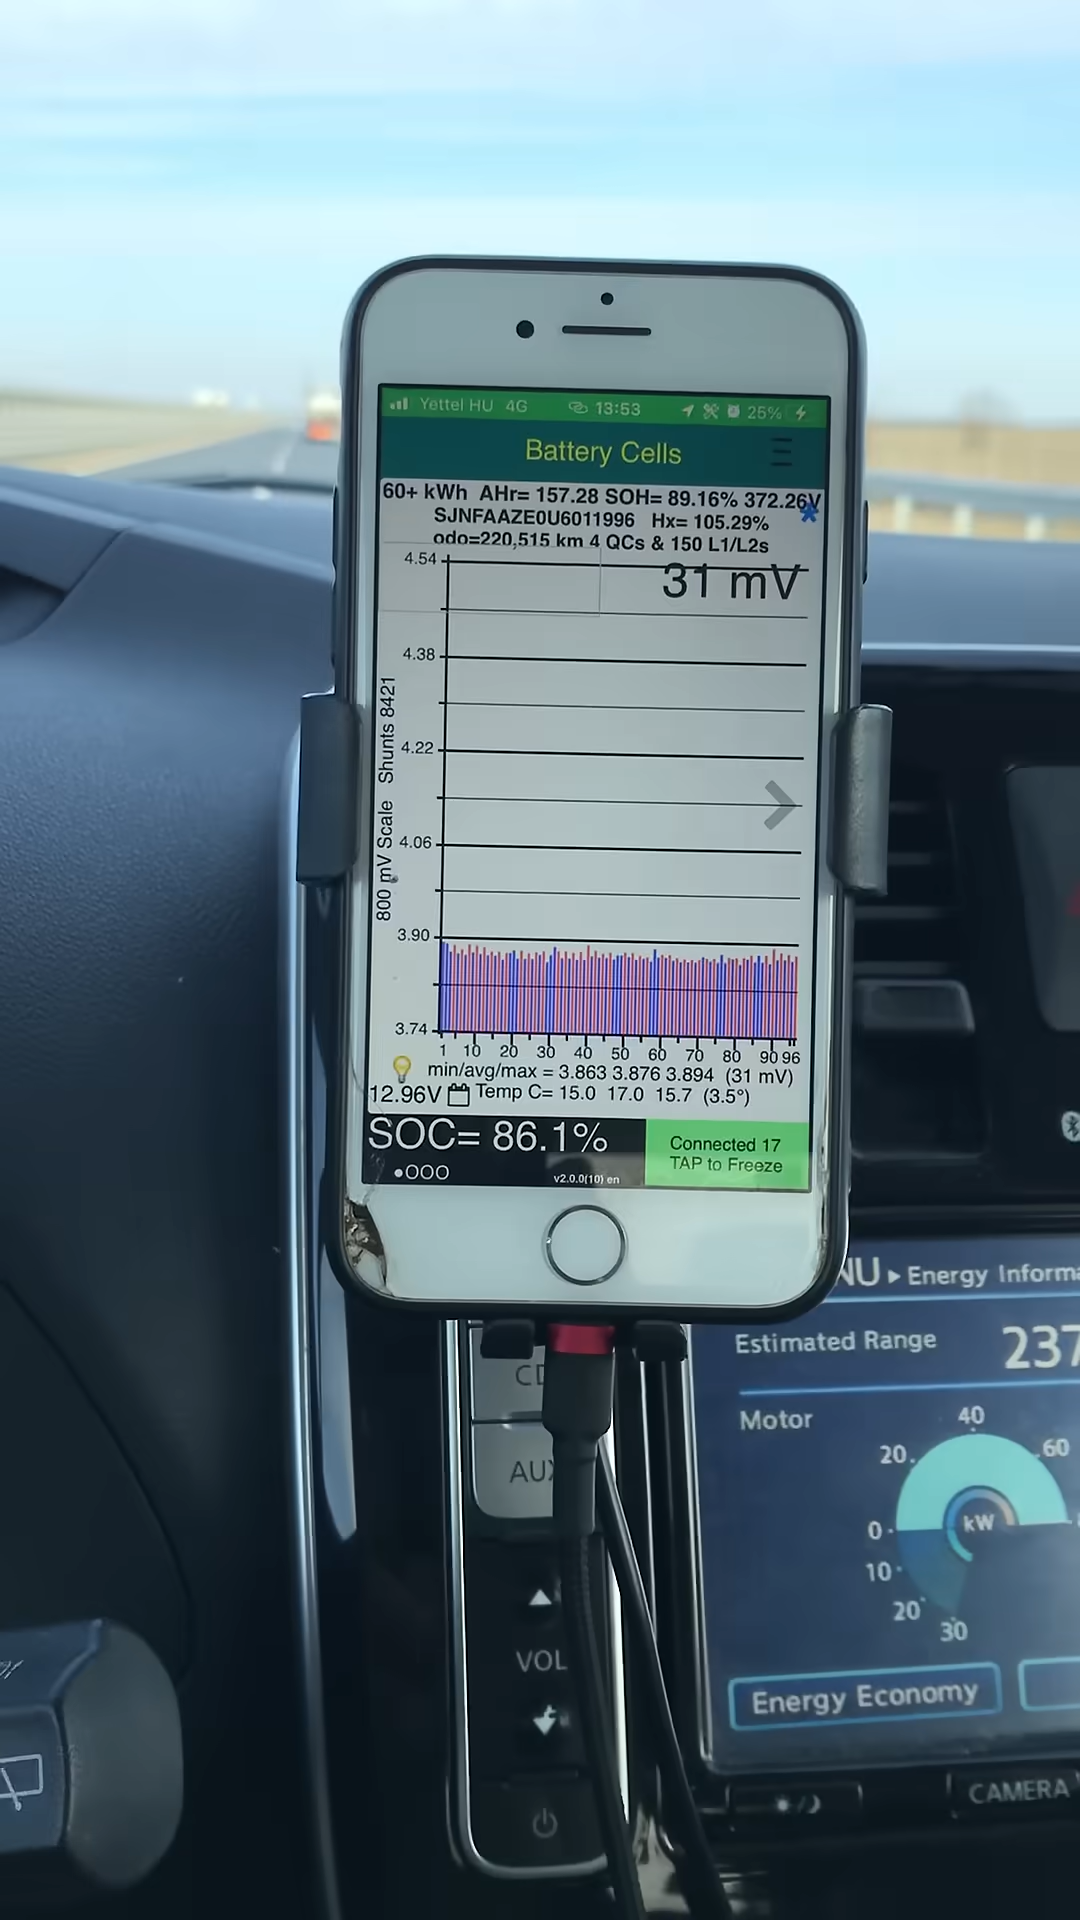 Yettel HU 4G 13:53 25%
Battery Cells
60+ kWh AHr= 157.28 SOH= 89.16% 372.26V
SJNFAAZE0U6011996 Hx= 105.29%
odo=220,515 km 4 QCs & 150 L1/L2s
31 mV
4.54
4.38
4.22
4.06
3.90
3.74
800 mV Scale Shunts 8421
1 10 20 30 40 50 60 70 80 90 96
min/avg/max = 3.863 3.876 3.894 (31 mV)
12.96V Temp C= 15.0 17.0 15.7 (3.5°)
SOC= 86.1%
Connected 17
TAP to Freeze
v2.0.0(10) en
NU Energy Informa
Estimated Range 237
Motor
40
20
60
0
kW
10
20
30
Energy Economy
CD
AUX
VOL
CAMERA